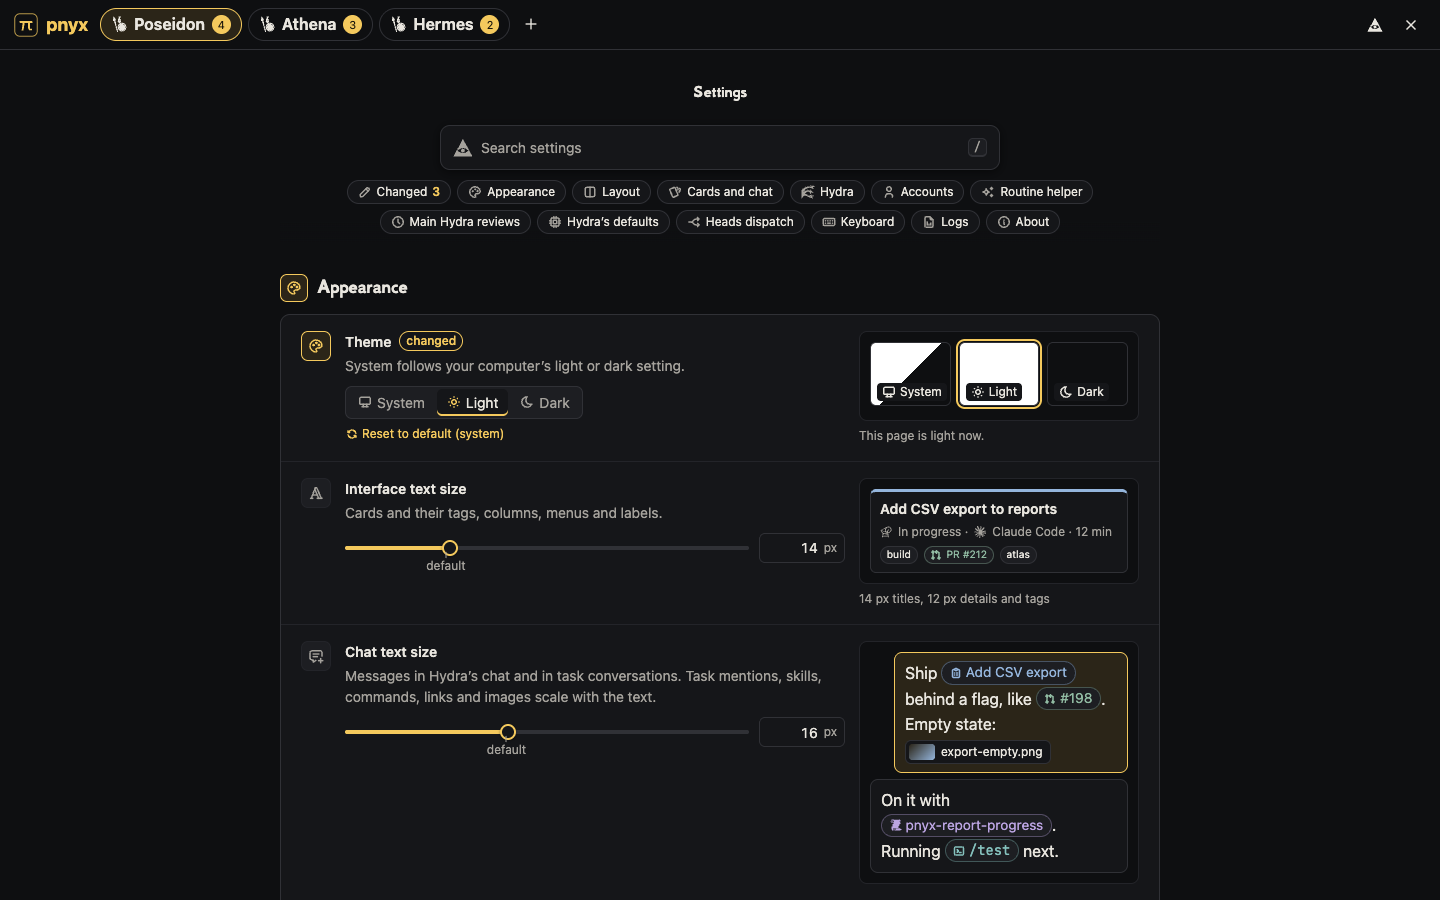 π pnyx Poseidon 4 Athena 3 Hermes 2 +
Settings
Search settings /
Changed 3 Appearance Layout Cards and chat Hydra Accounts Routine helper
Main Hydra reviews Hydra's defaults Heads dispatch Keyboard Logs About
Appearance
Theme changed
System follows your computer's light or dark setting.
System Light Dark
Reset to default (system)
System Light Dark
This page is light now.
Interface text size
Cards and their tags, columns, menus and labels.
14 px
default
Add CSV export to reports
In progress · Claude Code · 12 min
build PR #212 atlas
14 px titles, 12 px details and tags
Chat text size
Messages in Hydra's chat and in task conversations. Task mentions, skills,
commands, links and images scale with the text.
16 px
default
Ship Add CSV export
behind a flag, like #198.
Empty state:
export-empty.png
On it with
pnyx-report-progress.
Running /test next.